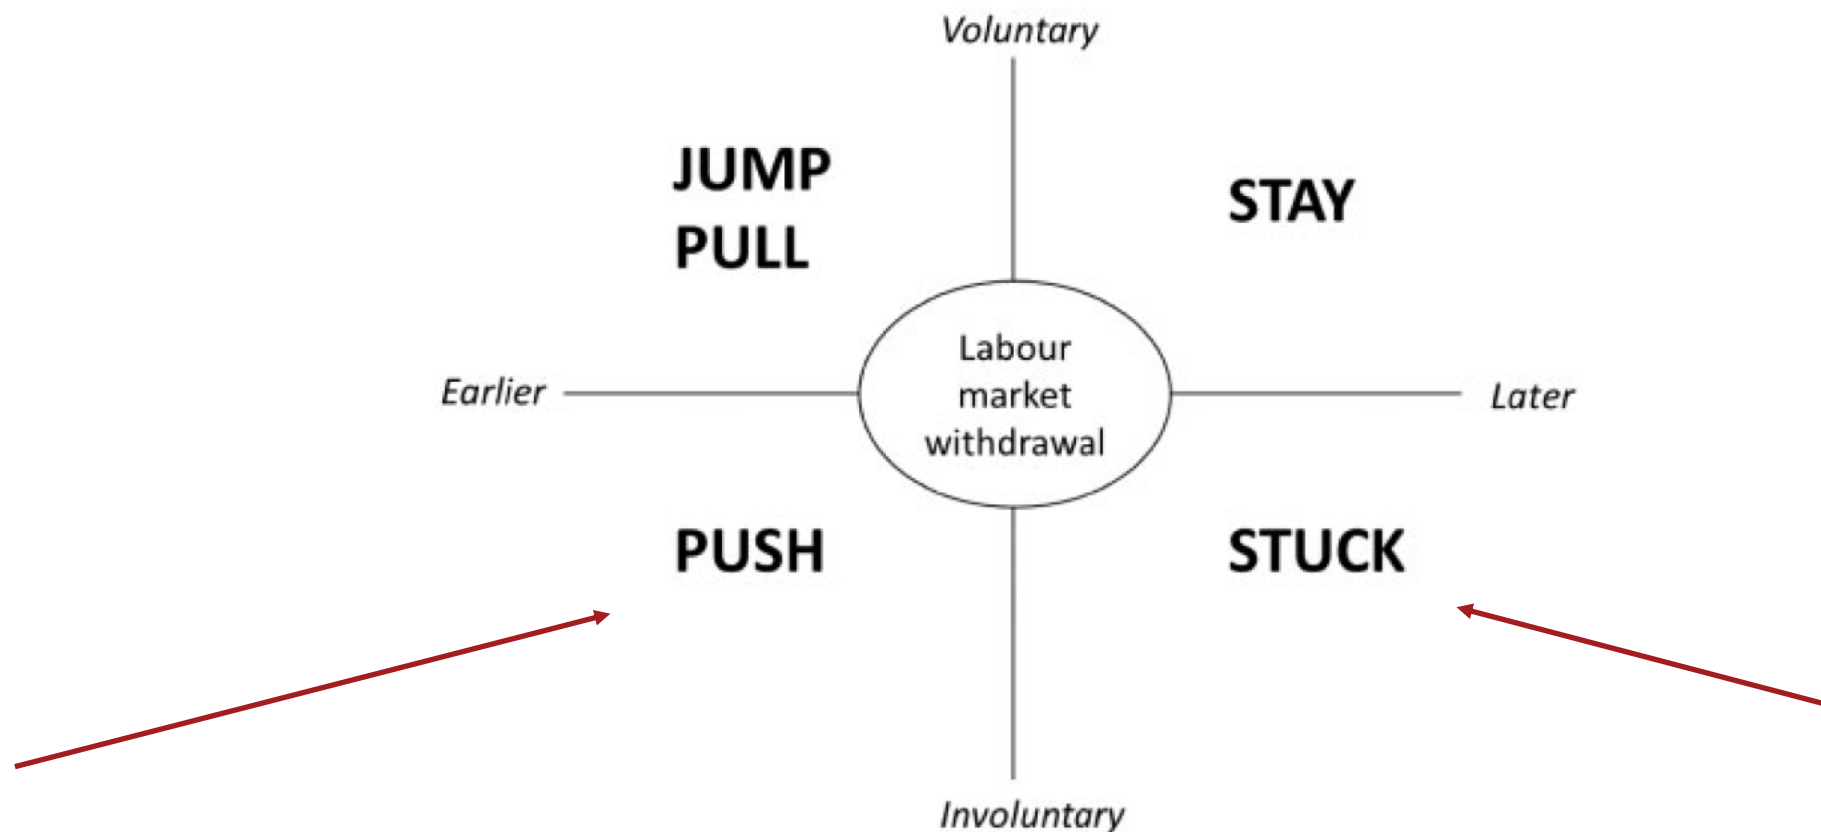 Voluntary
JUMP
PULL
STAY
Labour
market
withdrawal
Earlier
Later
PUSH
STUCK
Involuntary